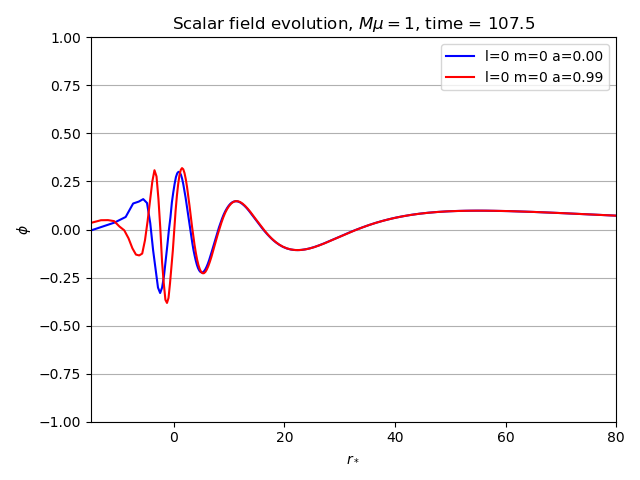 Scalar field evolution, Mμ = 1, time = 107.5
l=0 m=0 a=0.00
l=0 m=0 a=0.99
1.00
0.75
0.50
0.25
0.00
−0.25
−0.50
−0.75
−1.00
ϕ
0 20 40 60 80
r*